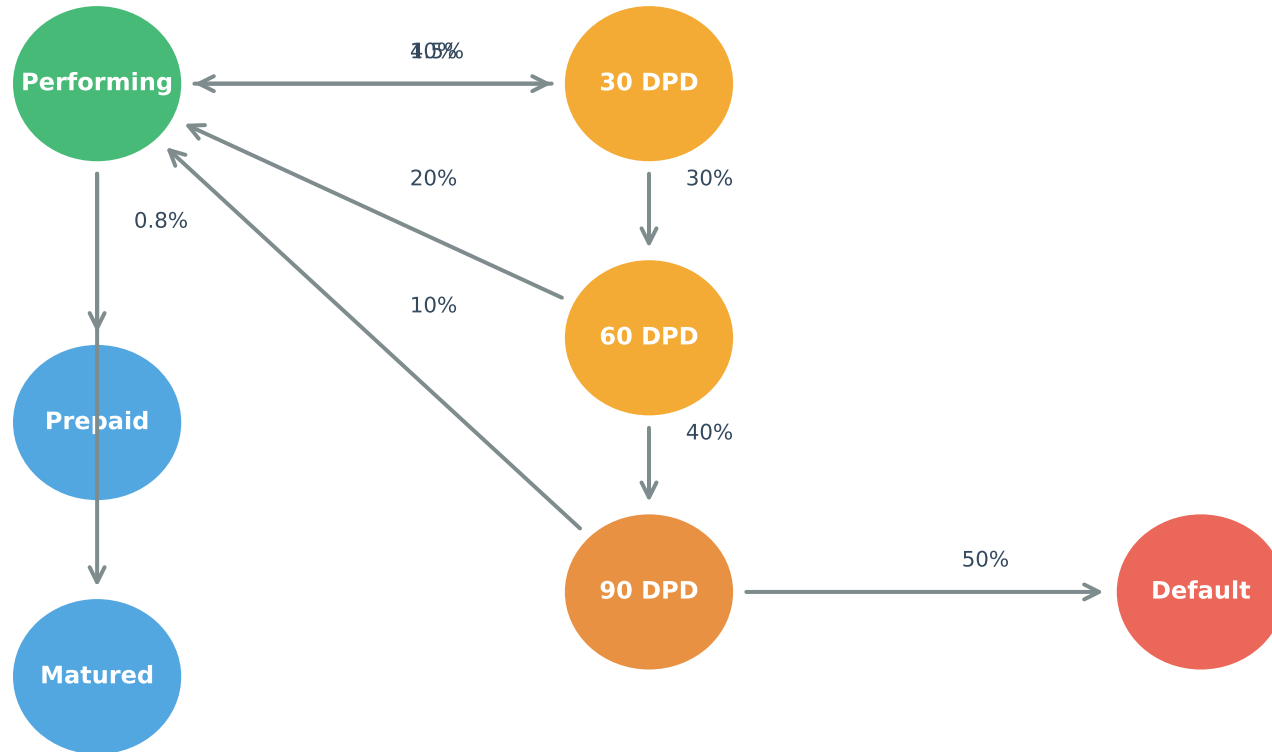 Performing
30 DPD
20%
30%
0.8%
10%
60 DPD
Prepaid
40%
50%
90 DPD
Default
Matured